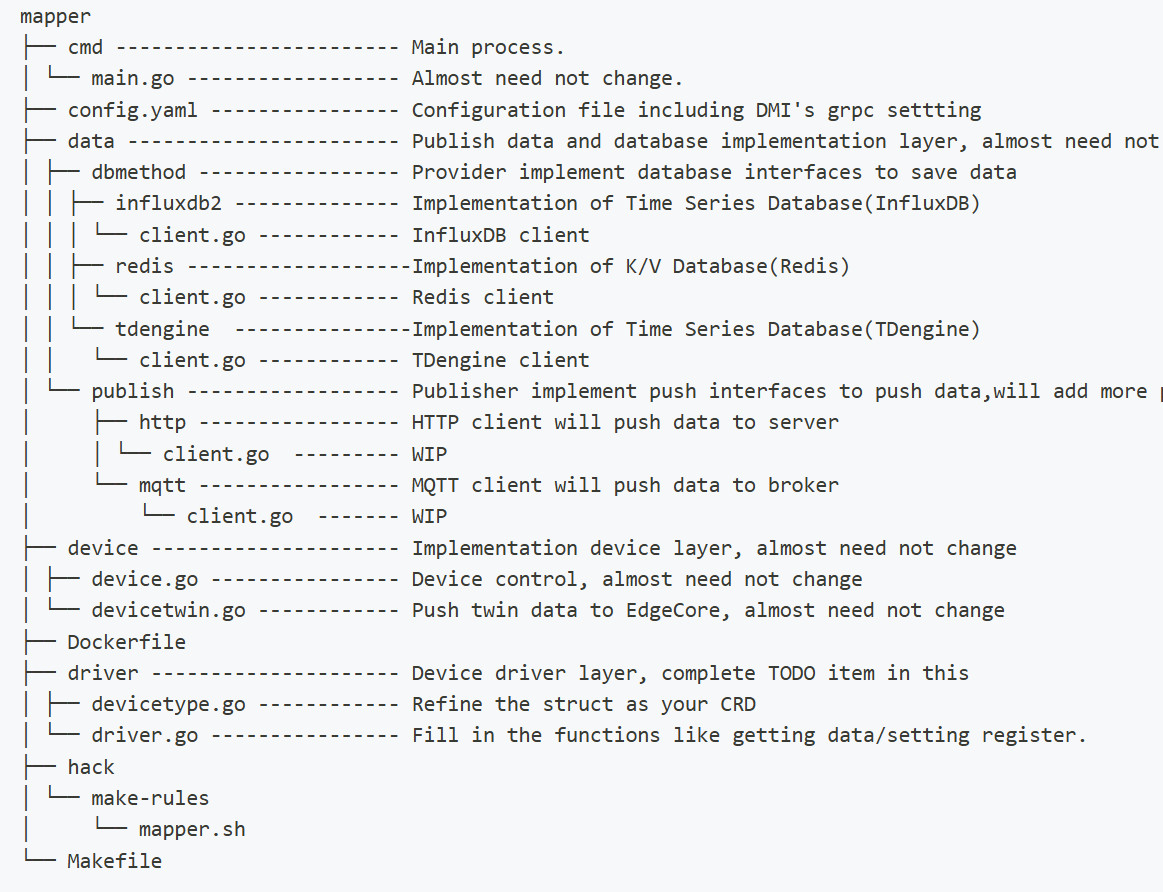 mapper
├── cmd ------------------------ Main process.
│ └── main.go ------------------ Almost need not change.
├── config.yaml ---------------- Configuration file including DMI's grpc settting
├── data ----------------------- Publish data and database implementation layer, almost need not
│ ├── dbmethod ----------------- Provider implement database interfaces to save data
│ │ ├── influxdb2 -------------- Implementation of Time Series Database(InfluxDB)
│ │ │ └── client.go ------------ InfluxDB client
│ │ ├── redis -------------------Implementation of K/V Database(Redis)
│ │ │ └── client.go ------------ Redis client
│ │ └── tdengine  ---------------Implementation of Time Series Database(TDengine)
│ │   └── client.go ------------ TDengine client
│ └── publish ------------------ Publisher implement push interfaces to push data,will add more
│     ├── http ----------------- HTTP client will push data to server
│     │ └── client.go  --------- WIP
│     └── mqtt ----------------- MQTT client will push data to broker
│         └── client.go  ------- WIP
├── device --------------------- Implementation device layer, almost need not change
│ ├── device.go ---------------- Device control, almost need not change
│ └── devicetwin.go ------------ Push twin data to EdgeCore, almost need not change
├── Dockerfile
├── driver --------------------- Device driver layer, complete TODO item in this
│ ├── devicetype.go ------------ Refine the struct as your CRD
│ └── driver.go ---------------- Fill in the functions like getting data/setting register.
├── hack
│ └── make-rules
│     └── mapper.sh
└── Makefile